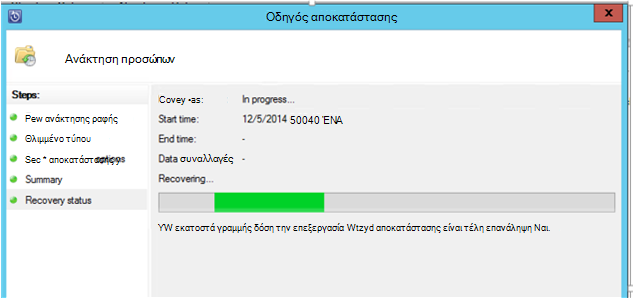 Οδηγός αποκατάστασης
x
Ανάκτηση προσώπων
Steps:
Pew ανάκτησης ραφής
Θλιμμένο τύπου
Sec * αποκατάστασης
Summary
Recovery status
Covey -as: In progress...
Start time: 12/5/2014 50040 ΈΝΑ
End time: -
Data συναλλαγές -
Recovering...
YW εκατοστά γραμμής δόση την επεξεργασία Wtzyd αποκατάστασης είναι τέλη επανάληψη Ναι.